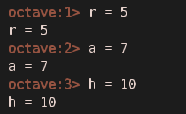 octave:1> r = 5
r = 5
octave:2> a = 7
a = 7
octave:3> h = 10
h = 10